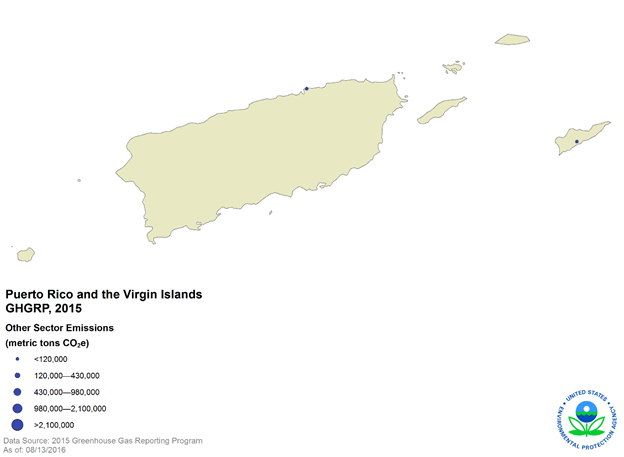 Puerto Rico and the Virgin Islands
GHGRP, 2015
Other Sector Emissions
(metric tons CO₂e)
<120,000
120,000—430,000
430,000—980,000
980,000—2,100,000
>2,100,000
Data Source: 2015 Greenhouse Gas Reporting Program
As of: 08/13/2016
UNITED STATES
ENVIRONMENTAL PROTECTION AGENCY